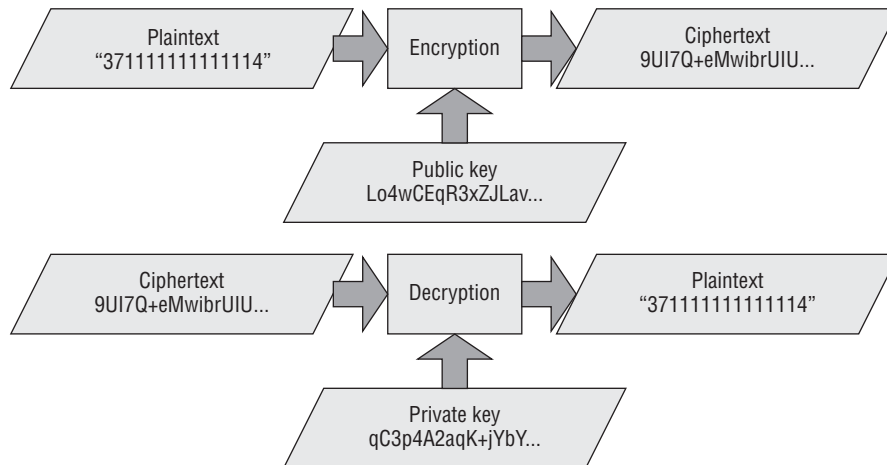 Plaintext
“371111111111114”
Encryption
Ciphertext
9UI7Q+eMwibrUIU...
Public key
Lo4wCEqR3xZJLav...
Ciphertext
9UI7Q+eMwibrUIU...
Decryption
Plaintext
“371111111111114”
Private key
qC3p4A2aqK+jYbY...